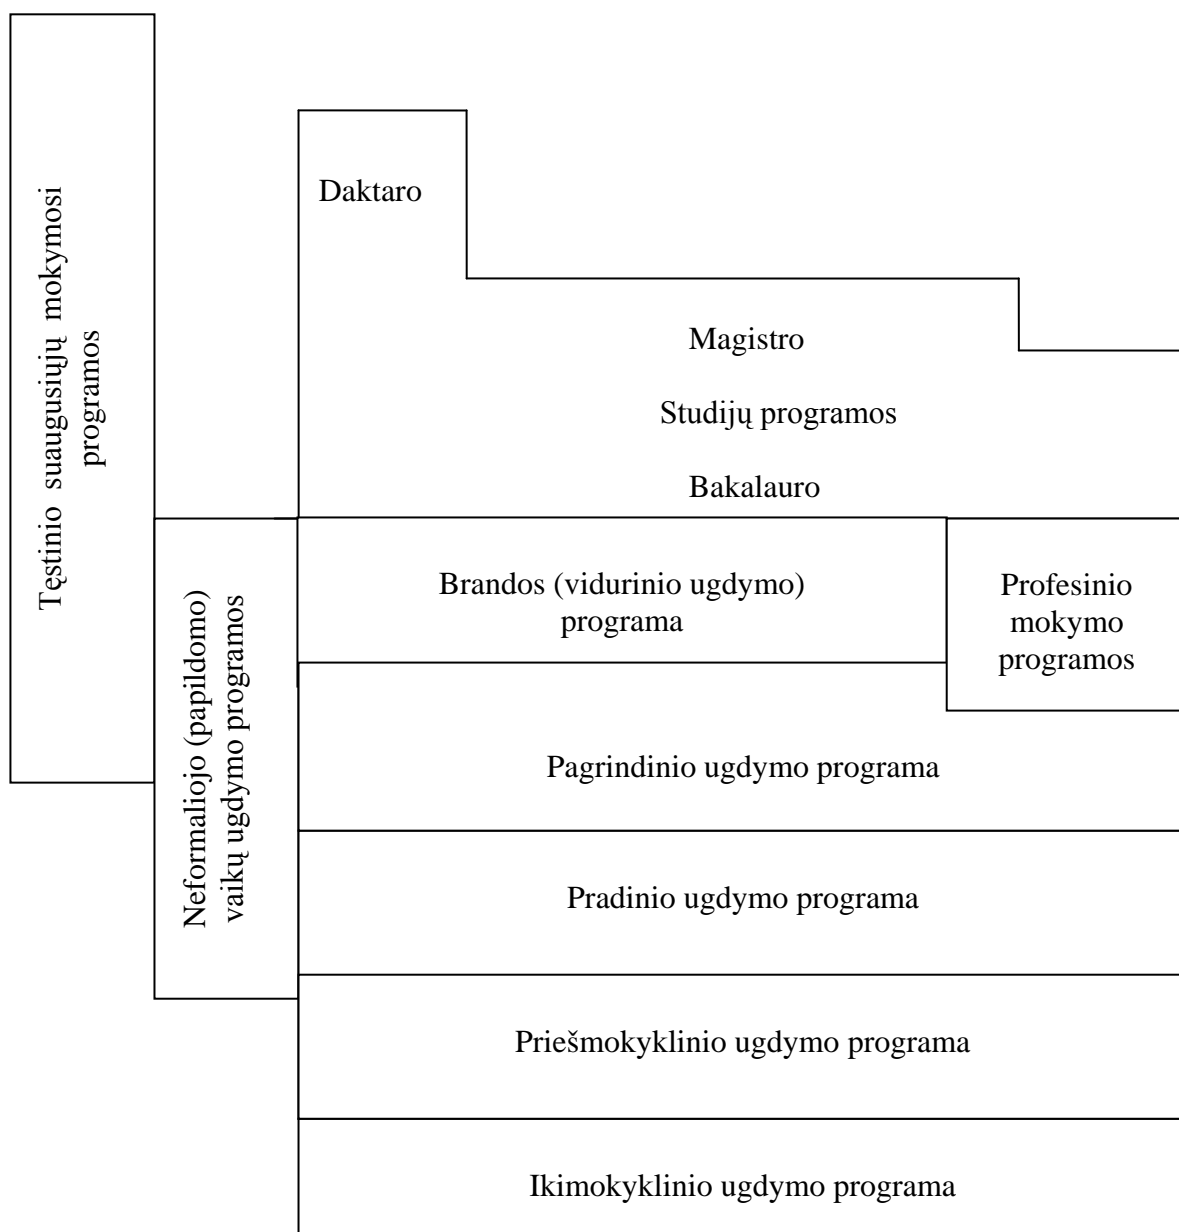 Tęstinio suaugusiųjų mokymosi
programos
Neformaliojo (papildomo)
vaikų ugdymo programos
Daktaro
Magistro
Studijų programos
Bakalauro
Brandos (vidurinio ugdymo)
programa
Profesinio
mokymo
programos
Pagrindinio ugdymo programa
Pradinio ugdymo programa
Priešmokyklinio ugdymo programa
Ikimokyklinio ugdymo programa